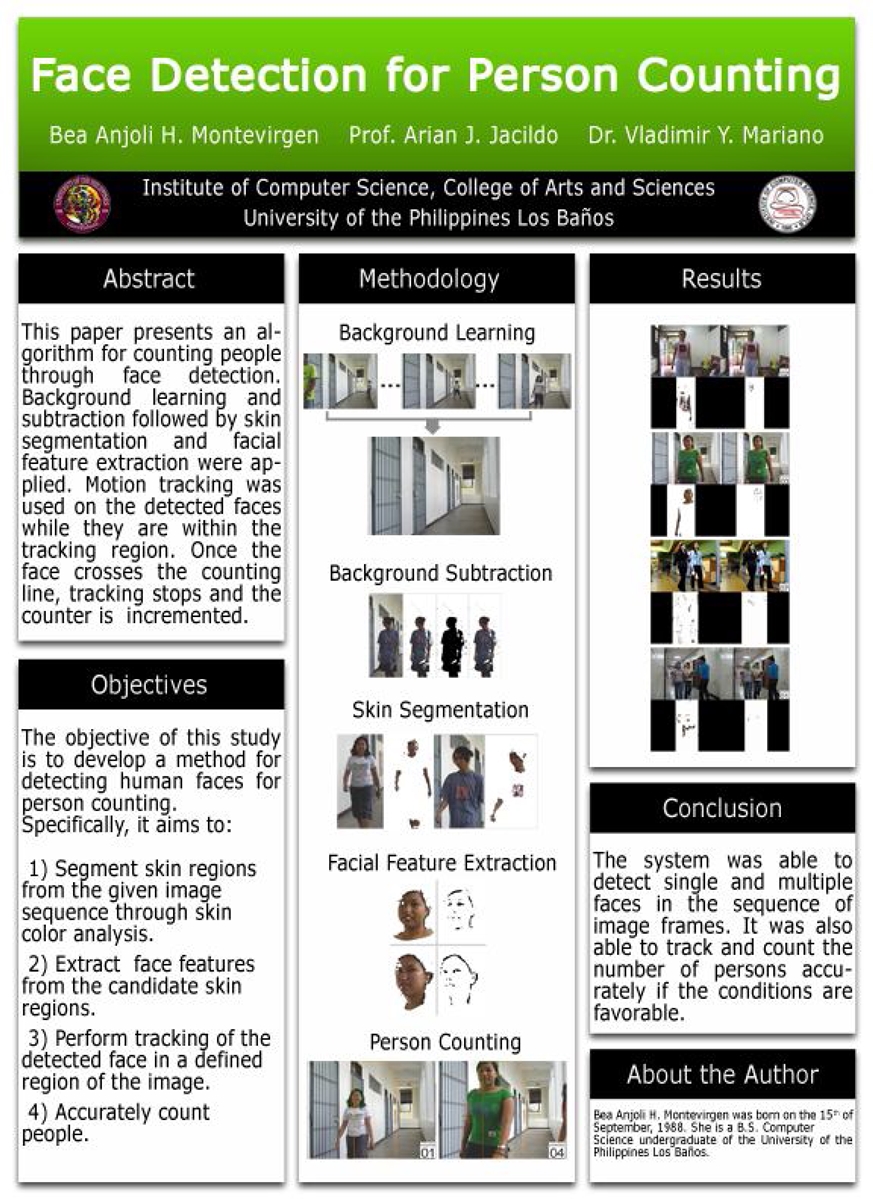 Face Detection for Person Counting
Bea Anjoli H. Montevirgen Prof. Arian J. Jacildo Dr. Vladimir Y. Mariano
Institute of Computer Science, College of Arts and Sciences
University of the Philippines Los Baños
Abstract
This paper presents an al-
gorithm for counting people
through face detection.
Background learning and
subtraction followed by skin
segmentation and facial
feature extraction were ap-
plied. Motion tracking was
used on the detected faces
while they are within the
tracking region. Once the
face crosses the counting
line, tracking stops and the
counter is incremented.
Objectives
The objective of this study
is to develop a method for
detecting human faces for
person counting.
Specifically, it aims to:
1) Segment skin regions
from the given image
sequence through skin
color analysis.
2) Extract face features
from the candidate skin
regions.
3) Perform tracking of the
detected face in a defined
region of the image.
4) Accurately count
people.
Methodology
Background Learning
... ...
Background Subtraction
Skin Segmentation
Facial Feature Extraction
Person Counting
01 04
Results
Conclusion
The system was able to
detect single and multiple
faces in the sequence of
image frames. It was also
able to track and count the
number of persons accu-
rately if the conditions are
favorable.
About the Author
Bea Anjoli H. Montevirgen was born on the 15th of
September, 1988. She is a B.S. Computer
Science undergraduate of the University of the
Philippines Los Baños.